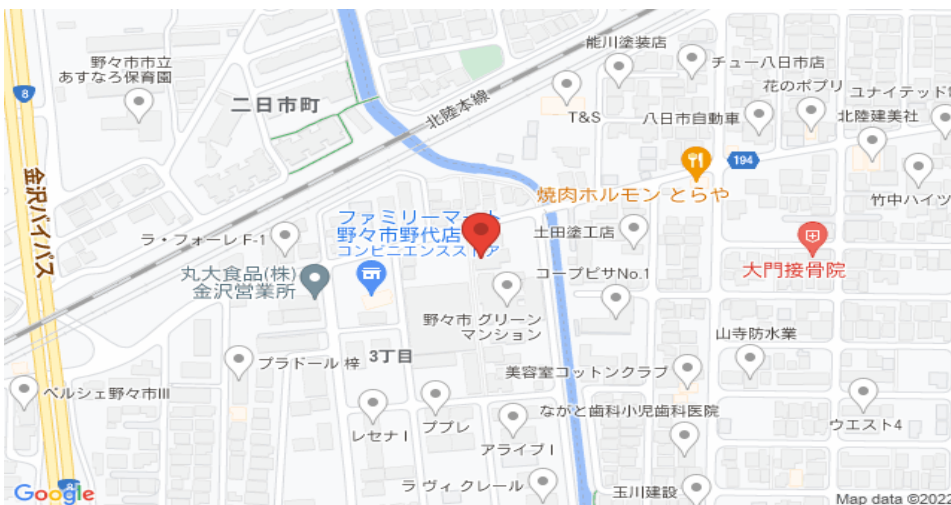 能川塗装店
チュー八日市店
野々市市立
あすなろ保育園
8
花のポプリ
ユナイテッド
二日市町
北陸本線
T&S
八日市自動車
北陸建美社
194
金沢バイパス
焼肉ホルモン とらや
竹中ハイツ
ファミリーマート
野々市野代店
コンビニエンスストア
ラ・フォーレ F-1
土田塗工店
大門接骨院
丸大食品(株)
金沢営業所
コープビサNo.1
野々市 グリーン
マンション
山寺防水業
3丁目
プラドール 梓
美容室コットンクラブ
ベルシェ野々市III
レセナ I
ププレ
ながと歯科小児歯科医院
アライブ I
ウエスト4
ラ ヴィ クレール
玉川建設
8
Google
Map data ©2022